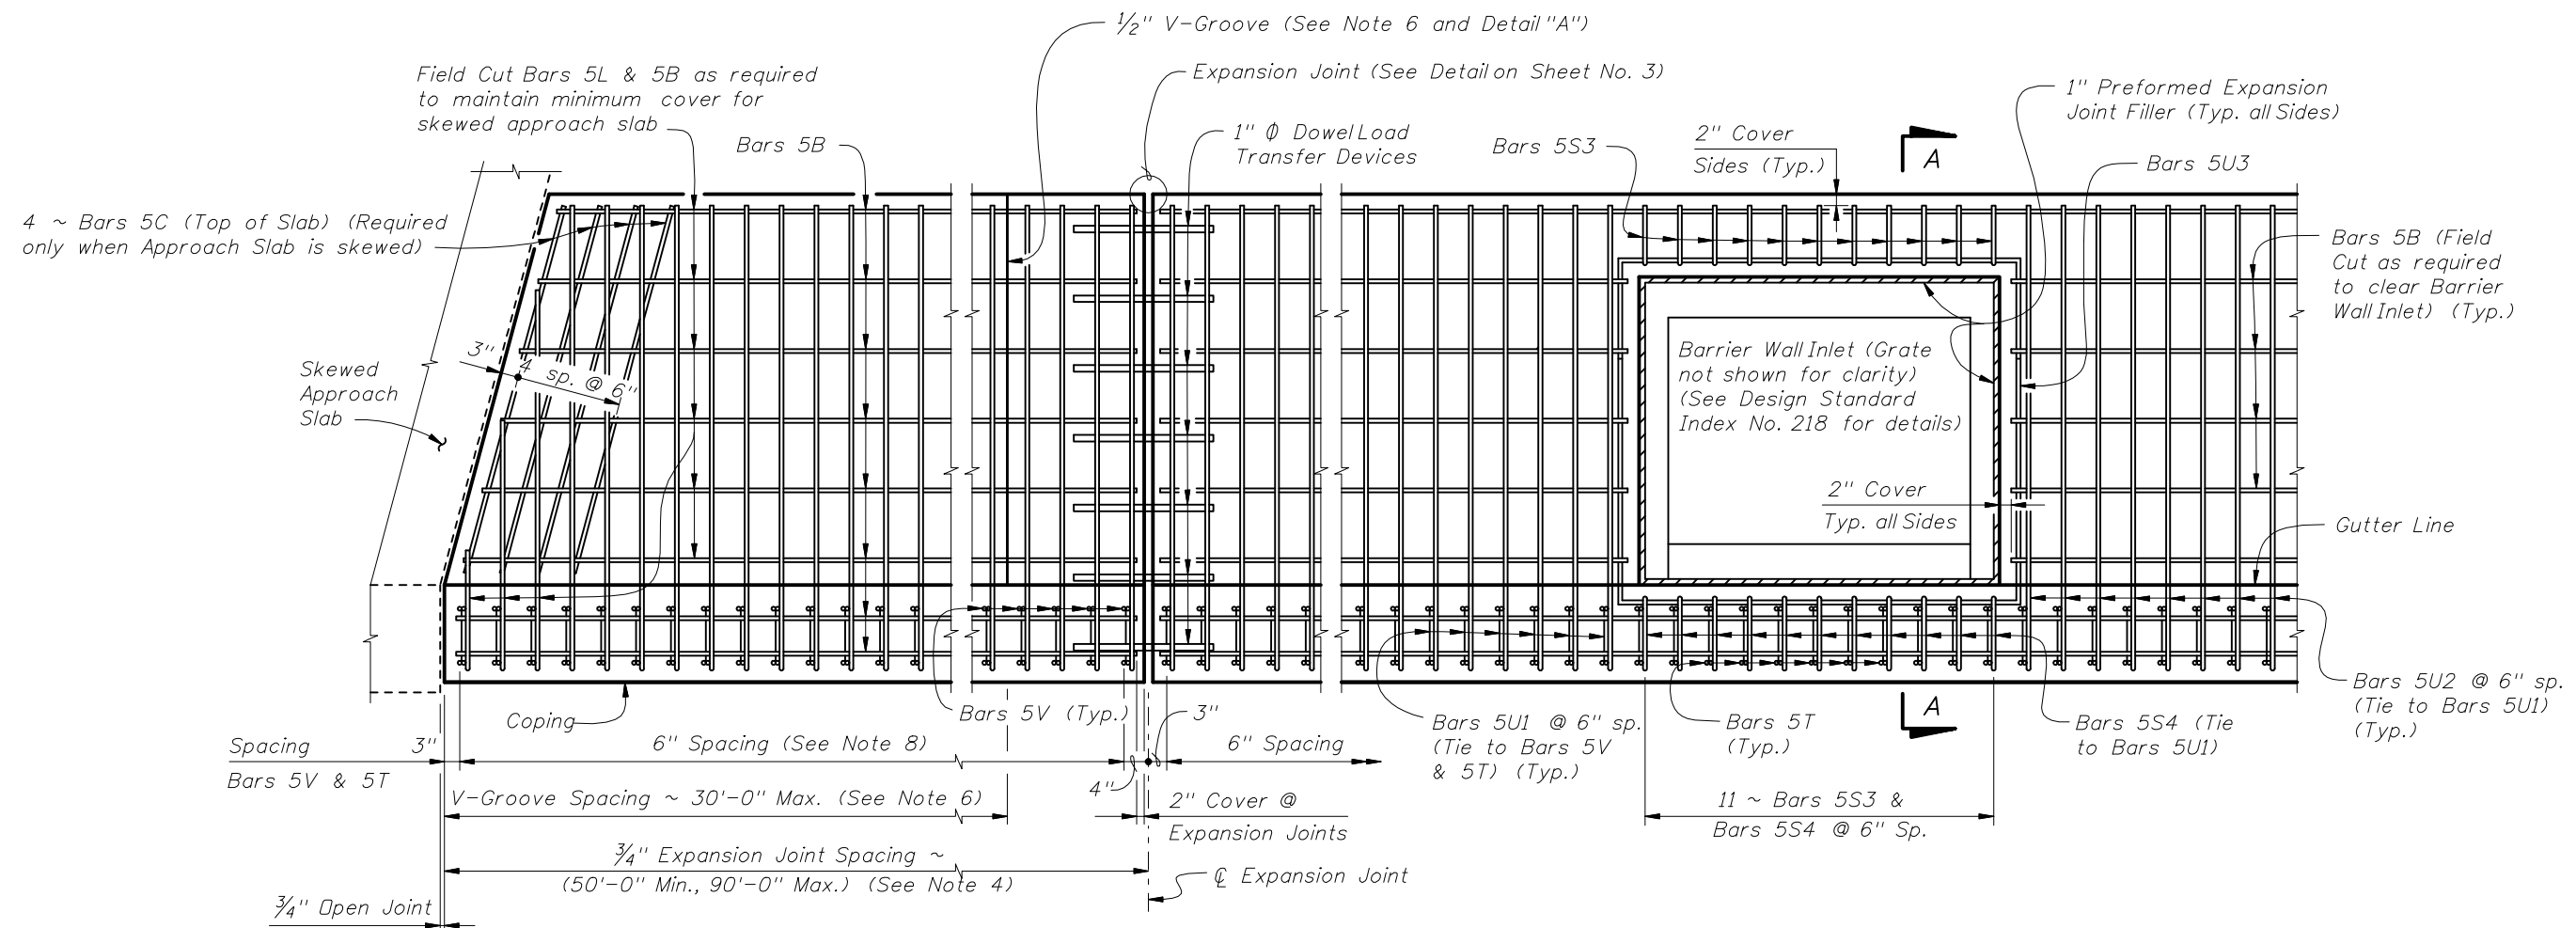 ½" V-Groove (See Note 6 and Detail "A")
Expansion Joint (See Detail on Sheet No. 3)
Field Cut Bars 5L & 5B as required
to maintain minimum cover for
skewed approach slab
Bars 5B
1" ϕ Dowel Load
Transfer Devices
Bars 5S3
2" Cover
Sides (Typ.)
A
1" Preformed Expansion
Joint Filler (Typ. all Sides)
Bars 5U3
4 ~ Bars 5C (Top of Slab) (Required
only when Approach Slab is skewed)
Bars 5B (Field
Cut as required
to clear Barrier
Wall Inlet) (Typ.)
3"
4 sp. @ 6"
Skewed
Approach
Slab
Barrier Wall Inlet (Grate
not shown for clarity)
(See Design Standard
Index No. 218 for details)
2" Cover
Typ. all Sides
Gutter Line
Coping
Bars 5V (Typ.)
3"
Bars 5U1 @ 6" sp.
(Tie to Bars 5V
& 5T) (Typ.)
Bars 5T
(Typ.)
A
Bars 5S4 (Tie
to Bars 5U1)
Bars 5U2 @ 6" sp.
(Tie to Bars 5U1)
(Typ.)
Spacing
Bars 5V & 5T
3"
6" Spacing (See Note 8)
4"
6" Spacing
V-Groove Spacing ~ 30'-0" Max. (See Note 6)
2" Cover @
Expansion Joints
11 ~ Bars 5S3 &
Bars 5S4 @ 6" Sp.
¾" Expansion Joint Spacing ~
(50'-0" Min., 90'-0" Max.) (See Note 4)
℄ Expansion Joint
¾" Open Joint